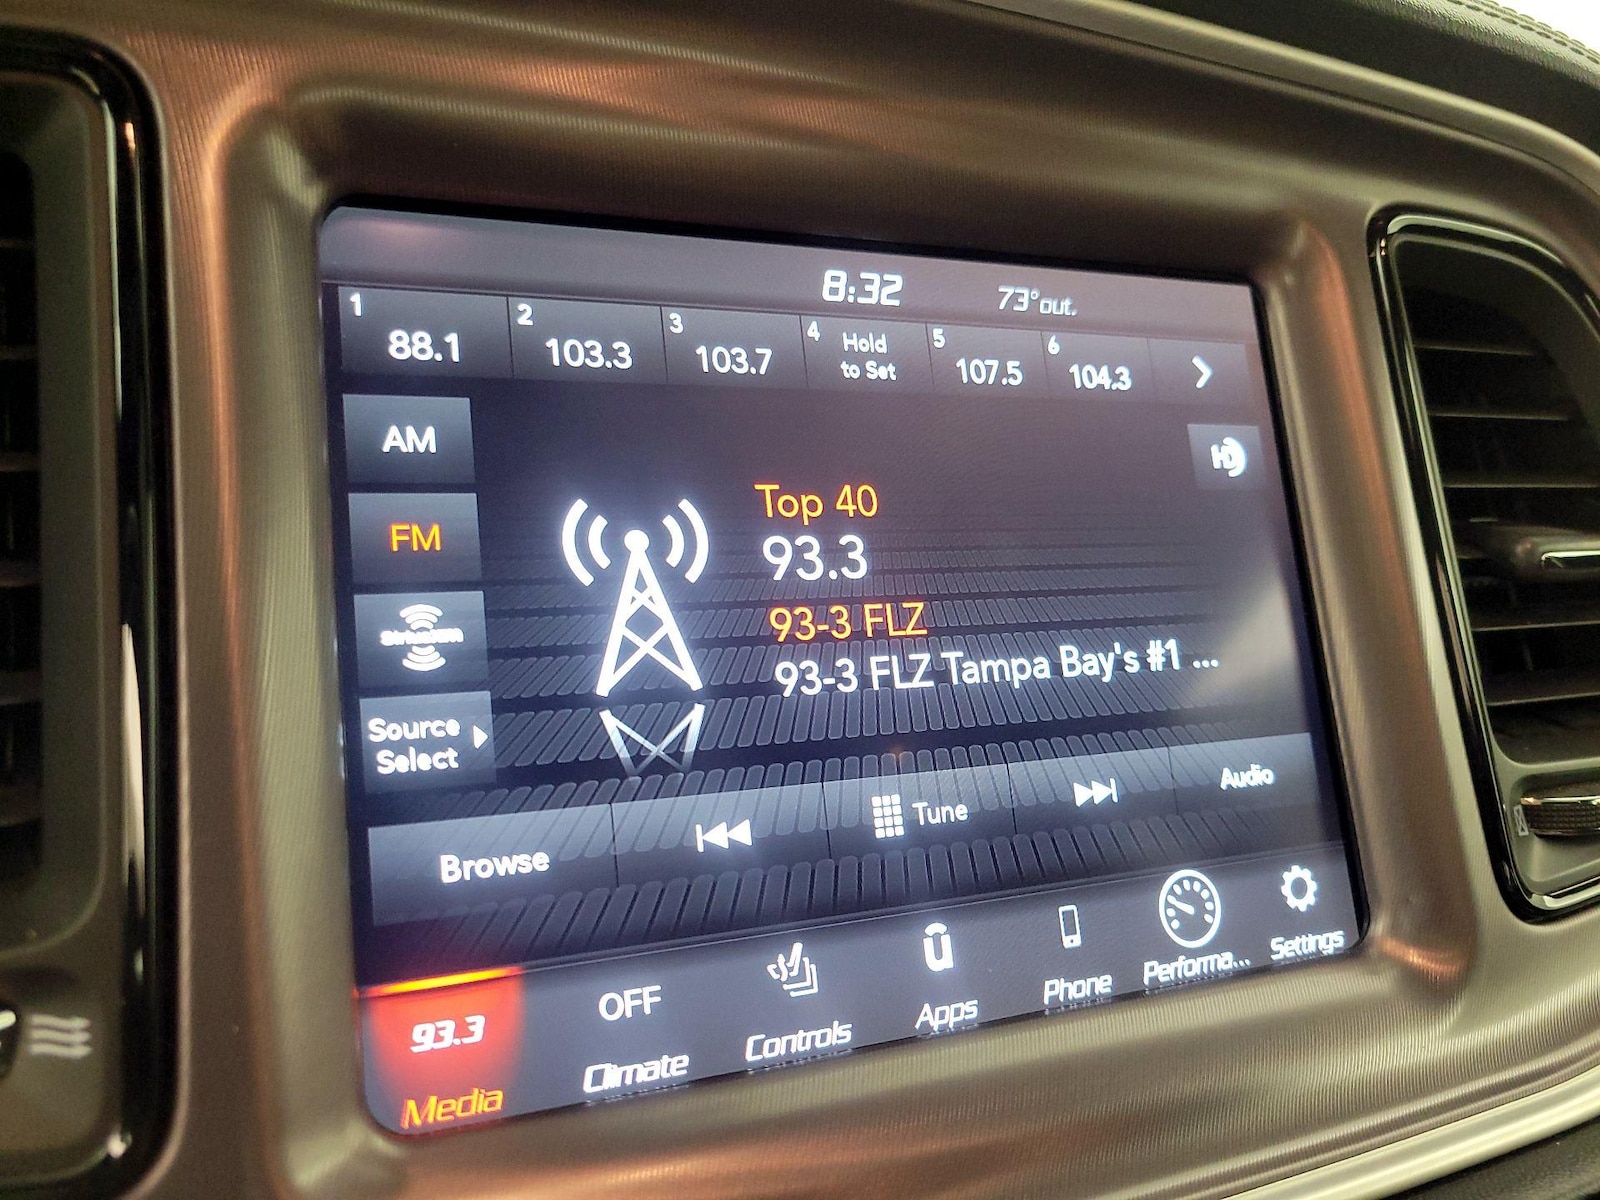 8:32 73° out.
1 88.1
2 103.3
3 103.7
4 Hold to Set
5 107.5
6 104.3
AM
HD
FM
Top 40
93.3
93-3 FLZ
SiriusXM
93-3 FLZ Tampa Bay's #1 ...
Source
Select
Browse
Tune
Audio
93.3
Media
OFF
Climate
Controls
Apps
Phone
Performa...
Settings